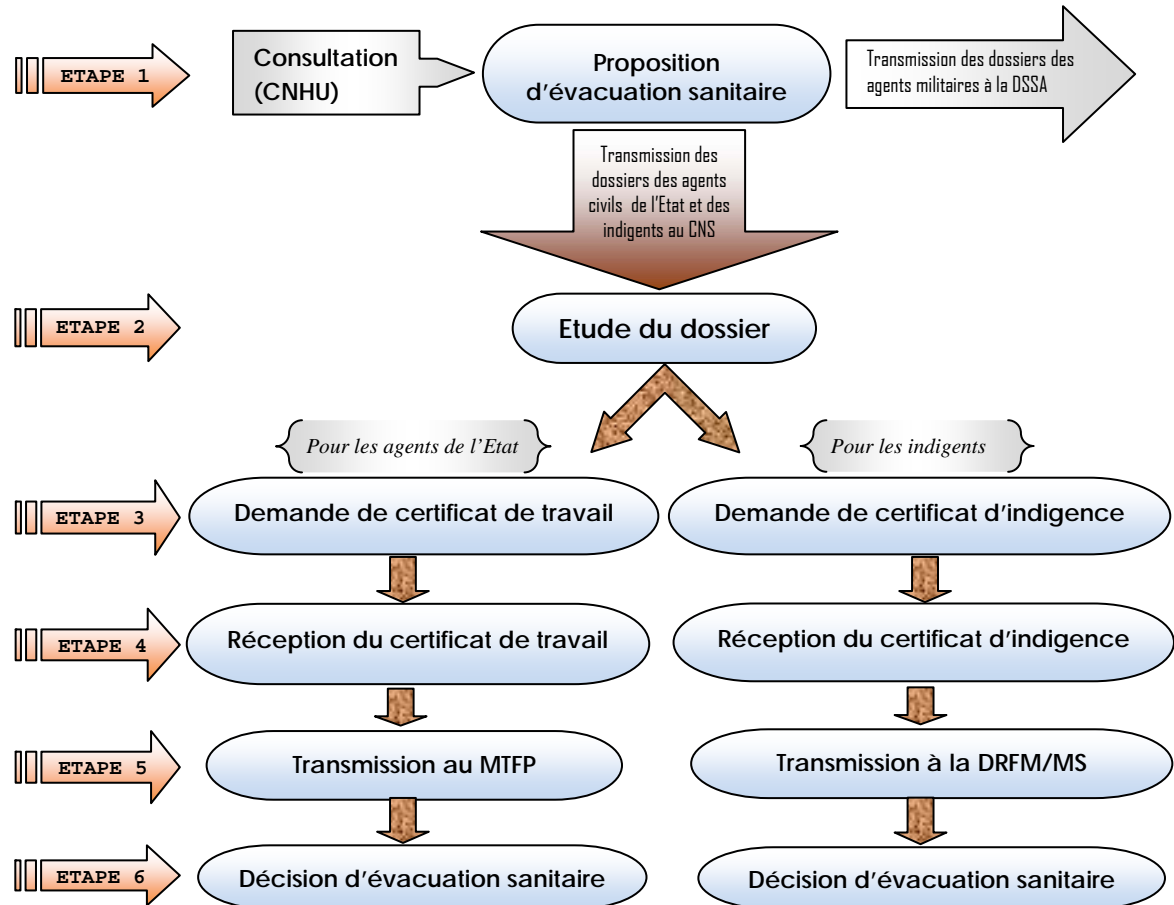 ETAPE 1
Consultation
(CNHU)
Proposition
d'évacuation sanitaire
Transmission des dossiers des
agents militaires à la DSSA
Transmission des
dossiers des agents
civils de l'Etat et des
indigents au CNS
ETAPE 2
Etude du dossier
Pour les agents de l'Etat
Pour les indigents
ETAPE 3
Demande de certificat de travail
Demande de certificat d'indigence
ETAPE 4
Réception du certificat de travail
Réception du certificat d'indigence
ETAPE 5
Transmission au MTFP
Transmission à la DRFM/MS
ETAPE 6
Décision d'évacuation sanitaire
Décision d'évacuation sanitaire